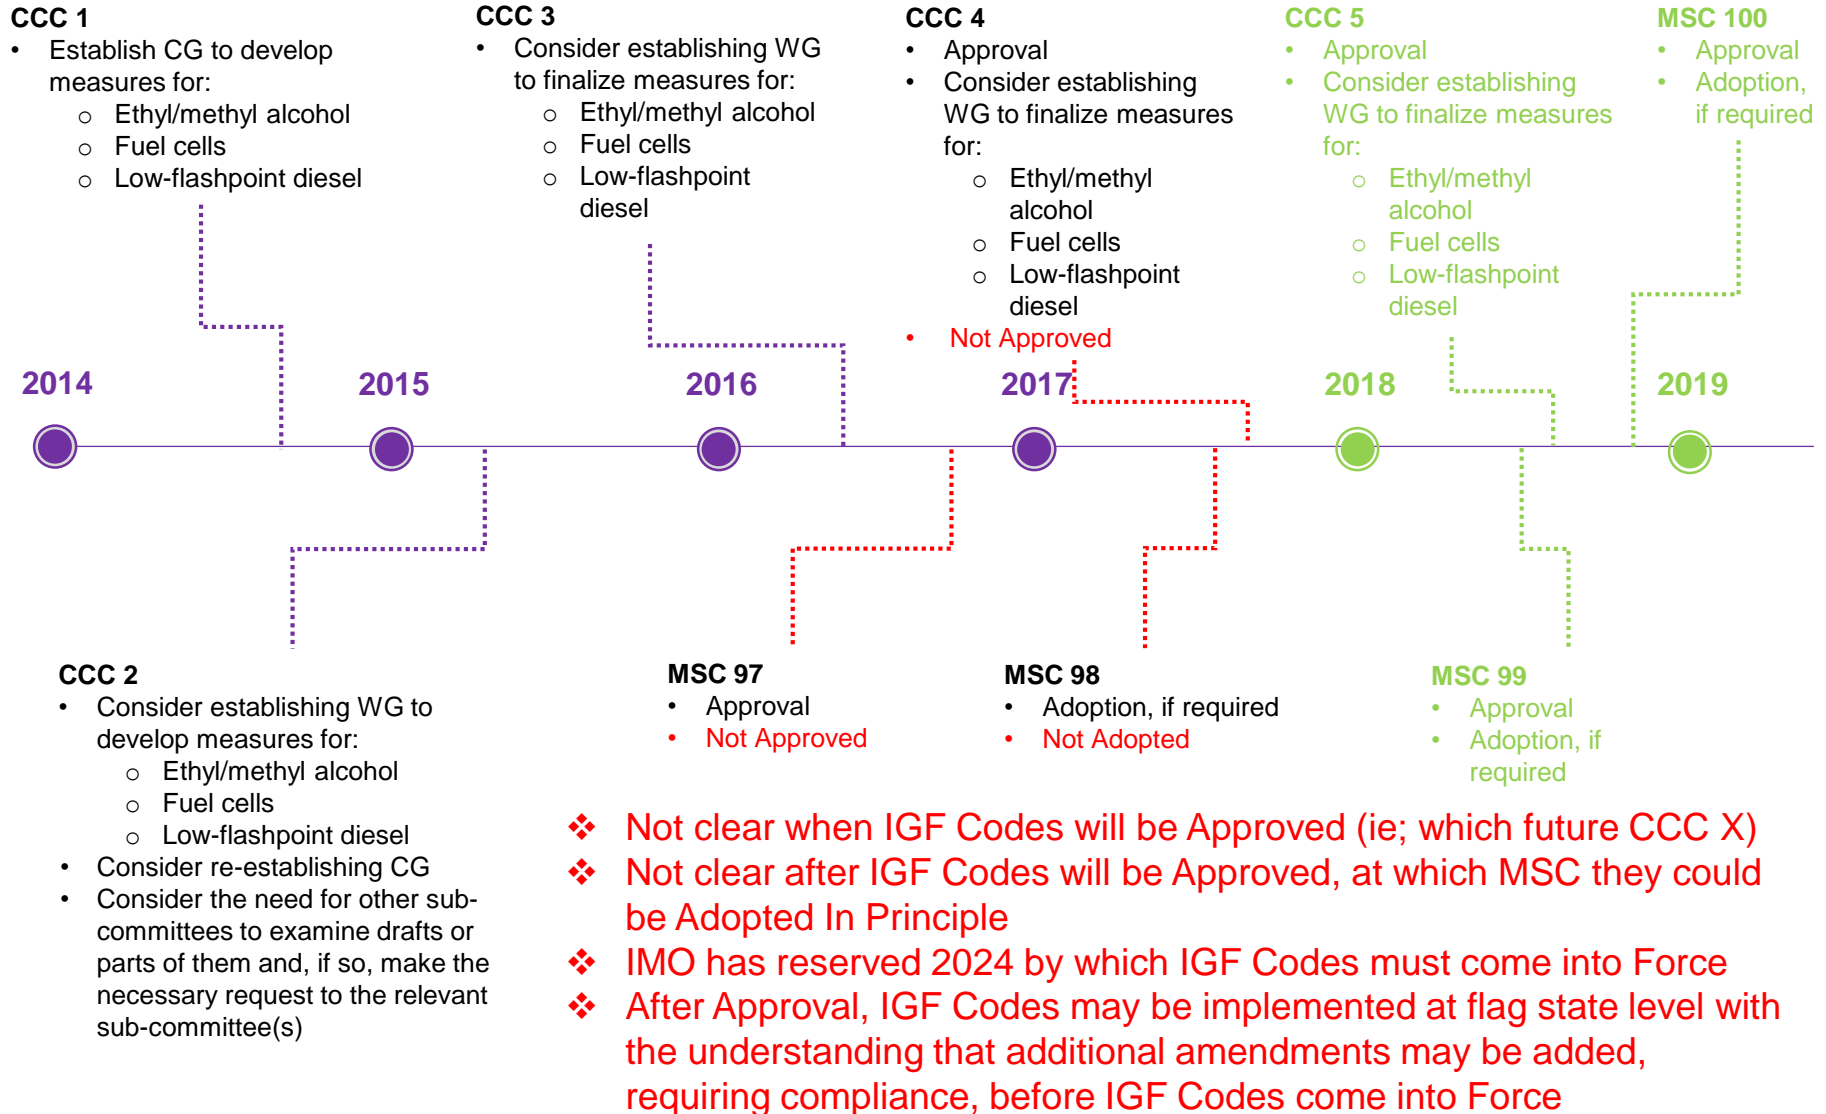 CCC 1
• Establish CG to develop
measures for:
o Ethyl/methyl alcohol
o Fuel cells
o Low-flashpoint diesel
CCC 3
• Consider establishing WG
to finalize measures for:
o Ethyl/methyl alcohol
o Fuel cells
o Low-flashpoint
diesel
CCC 4
• Approval
• Consider establishing
WG to finalize measures
for:
o Ethyl/methyl
alcohol
o Fuel cells
o Low-flashpoint
diesel
• Not Approved
CCC 5
• Approval
• Consider establishing
WG to finalize measures
for:
o Ethyl/methyl
alcohol
o Fuel cells
o Low-flashpoint
diesel
MSC 100
• Approval
• Adoption,
if required
2014
2015
2016
2017
2018
2019
CCC 2
• Consider establishing WG to
develop measures for:
o Ethyl/methyl alcohol
o Fuel cells
o Low-flashpoint diesel
• Consider re-establishing CG
• Consider the need for other sub-
committees to examine drafts or
parts of them and, if so, make the
necessary request to the relevant
sub-committee(s)
MSC 97
• Approval
• Not Approved
MSC 98
• Adoption, if required
• Not Adopted
MSC 99
• Approval
• Adoption, if
required
❖ Not clear when IGF Codes will be Approved (ie; which future CCC X)
❖ Not clear after IGF Codes will be Approved, at which MSC they could
be Adopted In Principle
❖ IMO has reserved 2024 by which IGF Codes must come into Force
❖ After Approval, IGF Codes may be implemented at flag state level with
the understanding that additional amendments may be added,
requiring compliance, before IGF Codes come into Force